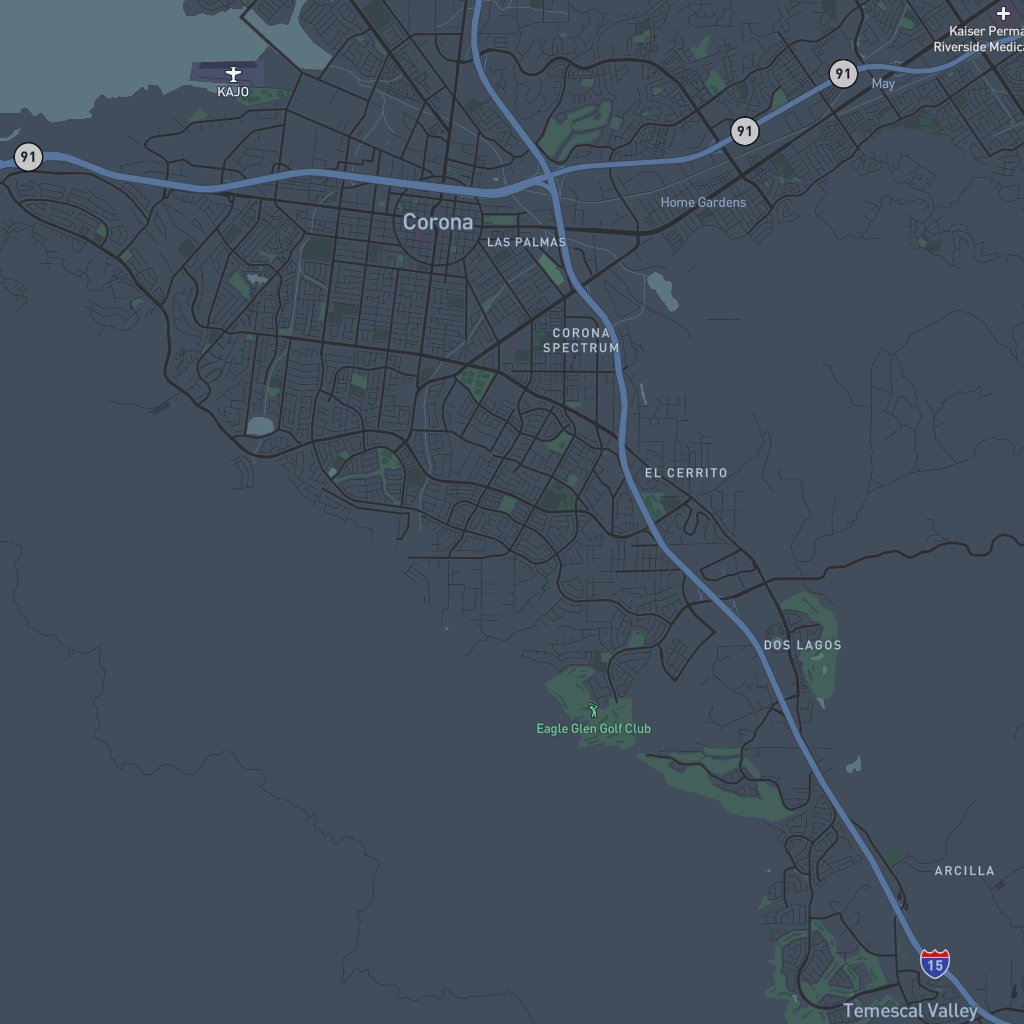 Kaiser Perma
Riverside Medica
91
May
KAJO
91
91
Home Gardens
Corona
LAS PALMAS
CORONA
SPECTRUM
EL CERRITO
DOS LAGOS
Eagle Glen Golf Club
ARCILLA
15
Temescal Valley